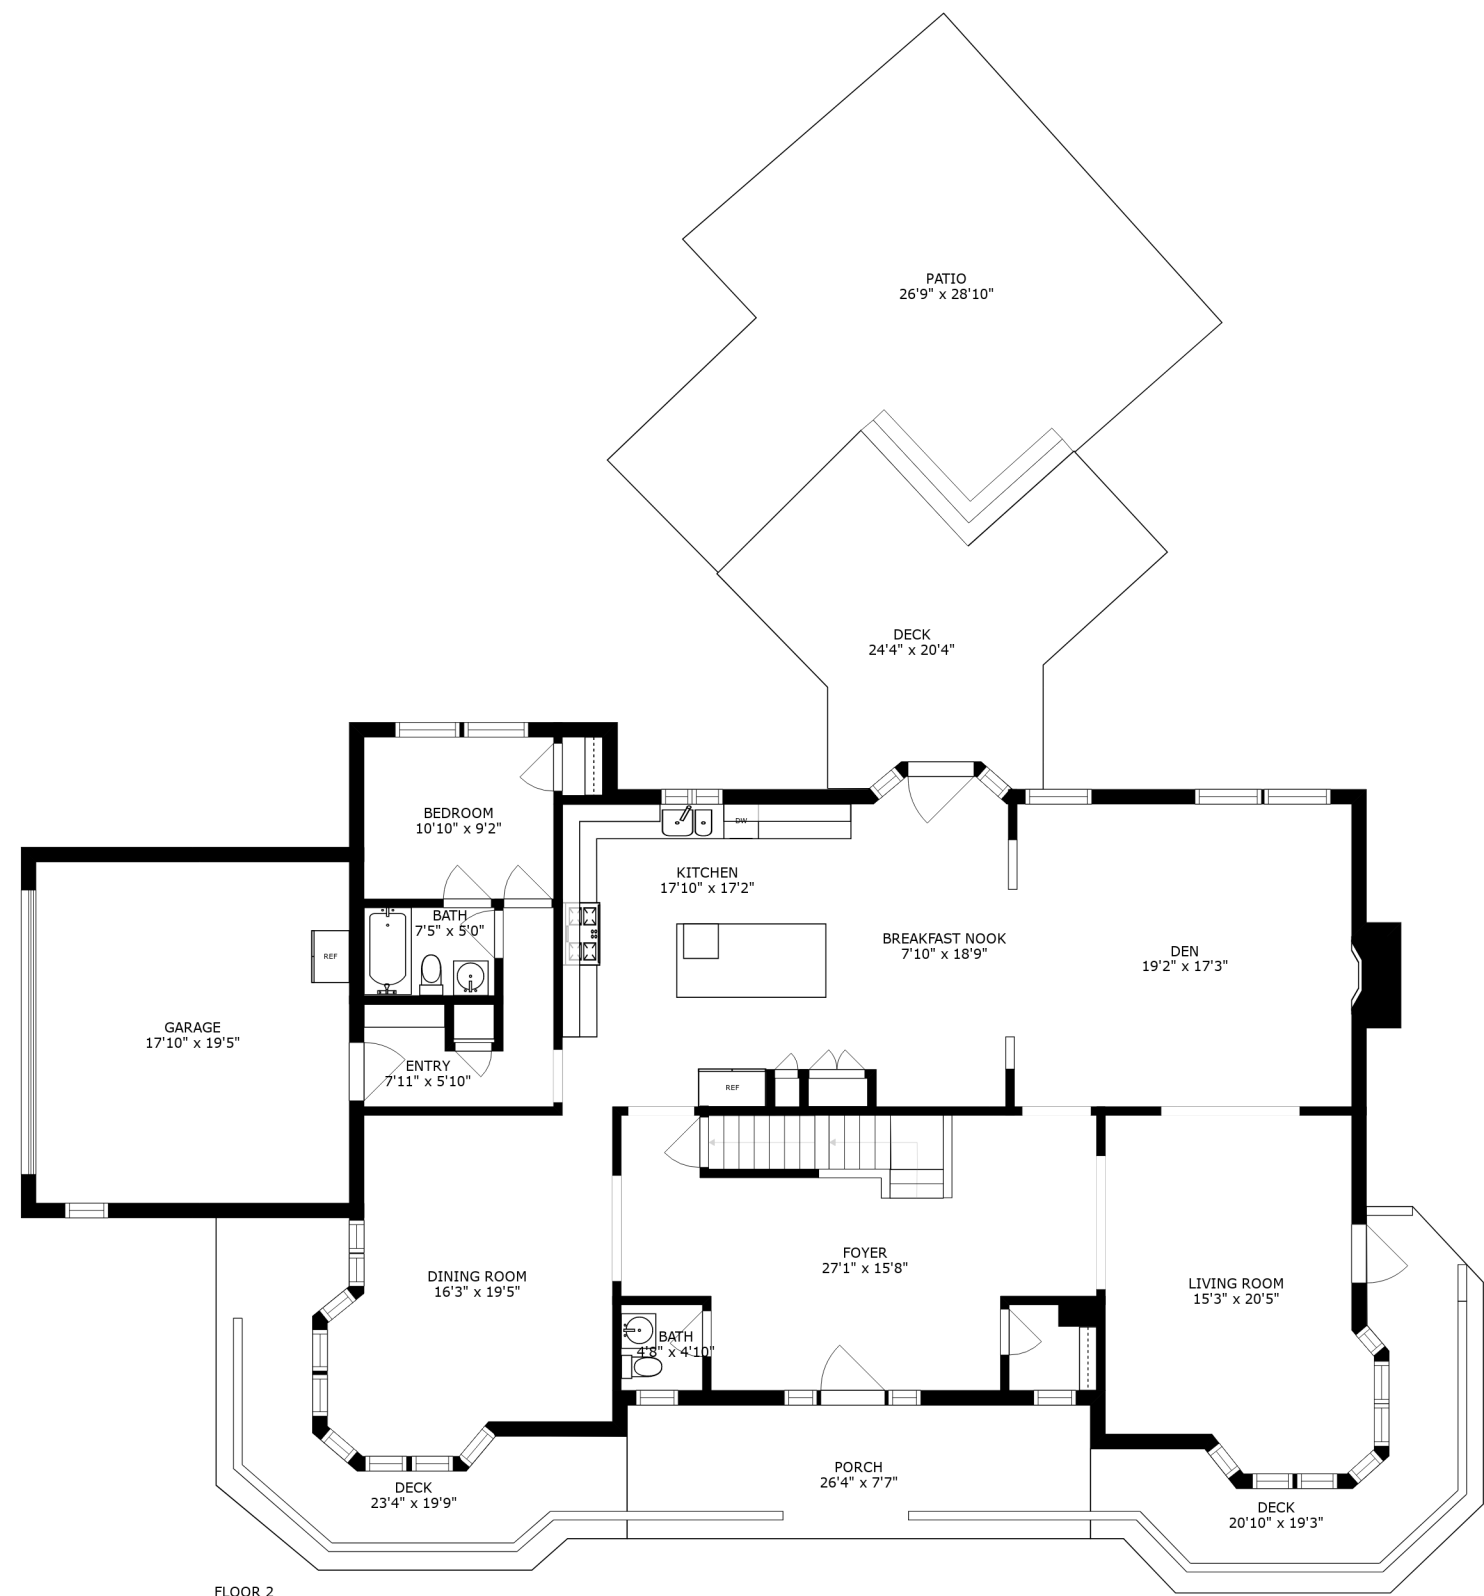 PATIO
26'9" x 28'10"
DECK
24'4" x 20'4"
BEDROOM
10'10" x 9'2"
DW
KITCHEN
17'10" x 17'2"
BATH
7'5" x 5'0"
BREAKFAST NOOK
7'10" x 18'9"
DEN
19'2" x 17'3"
REF
GARAGE
17'10" x 19'5"
ENTRY
7'11" x 5'10"
REF
FOYER
27'1" x 15'8"
DINING ROOM
16'3" x 19'5"
LIVING ROOM
15'3" x 20'5"
BATH
4'8" x 4'10"
PORCH
26'4" x 7'7"
DECK
23'4" x 19'9"
DECK
20'10" x 19'3"
FLOOR 2